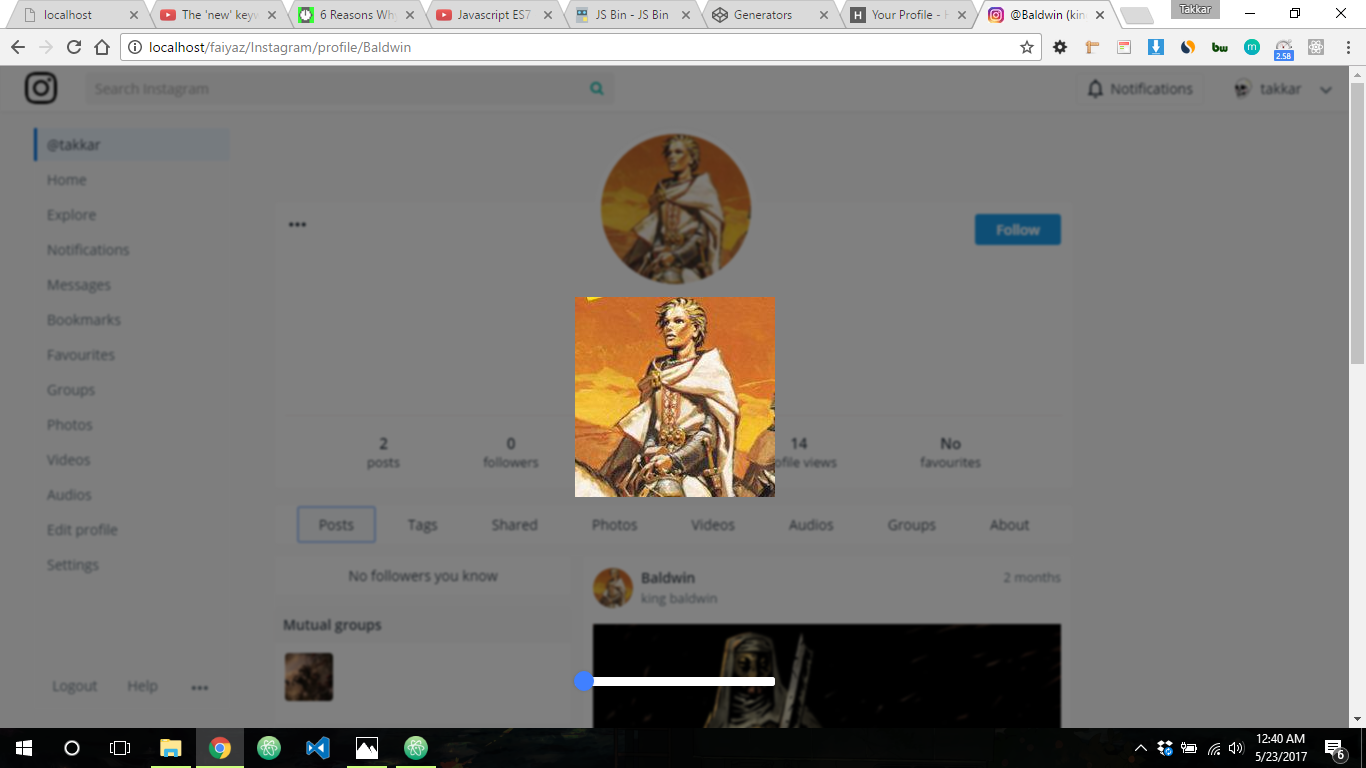 localhost
The 'new' keyw
6 Reasons Why
Javascript ES7
JS Bin - JS Bin
Generators
Your Profile - H
@Baldwin (kin
Takkar
localhost/faiyaz/Instagram/profile/Baldwin
bw
m
2.58
Search Instagram
Notifications
takkar
@takkar
Home
Explore
Notifications
Messages
Bookmarks
Favourites
Groups
Photos
Videos
Audios
Edit profile
Settings
Logout Help
Follow
2
posts
0
followers
14
ofile views
No
favourites
Posts Tags Shared Photos Videos Audios Groups About
No followers you know
Mutual groups
Baldwin
king baldwin
2 months
12:40 AM
5/23/2017
6